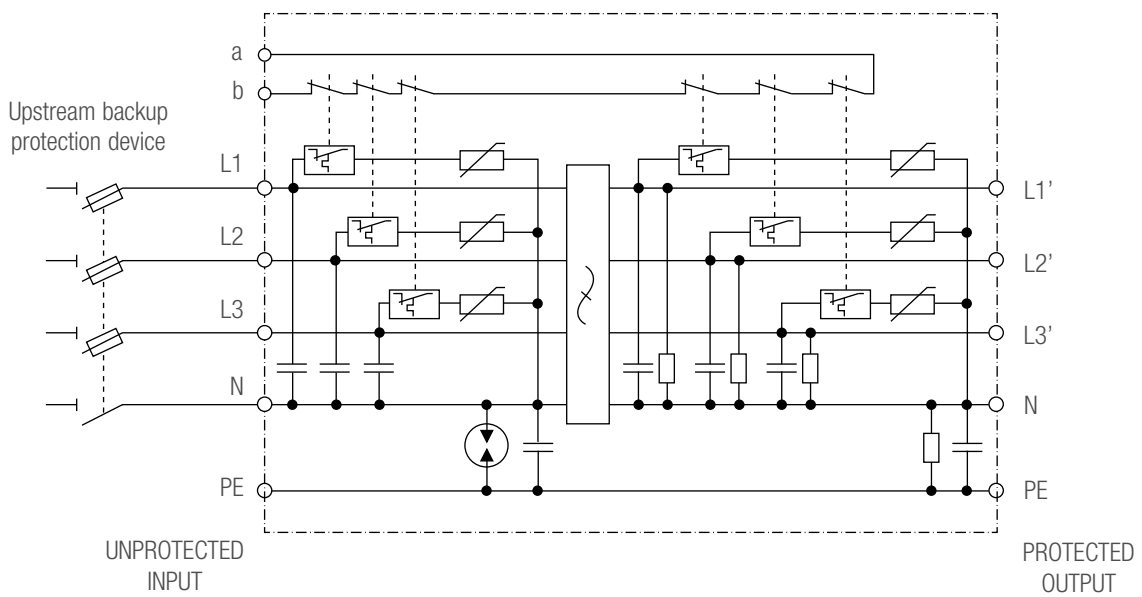 a
b
Upstream backup
protection device
L1
L1’
L2
L2’
L3
L3’
N
N
PE
PE
UNPROTECTED
INPUT
PROTECTED
OUTPUT